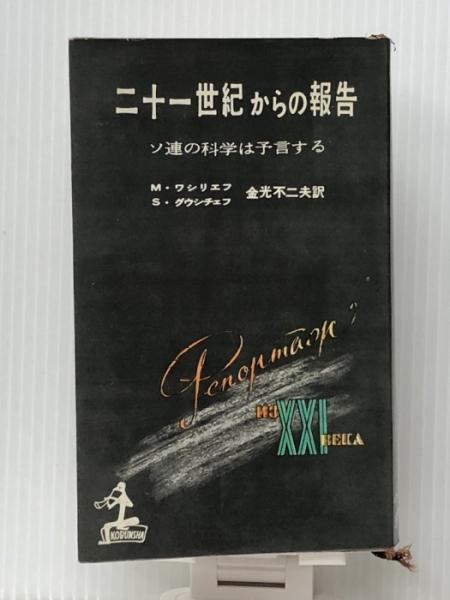 二十一世紀からの報告
ソ連の科学は予言する
M・ワシリエフ
S・グウシチェフ
金光不二夫訳
Репортаж
ИЗ XXI ВЕКА
KOBUNSHA